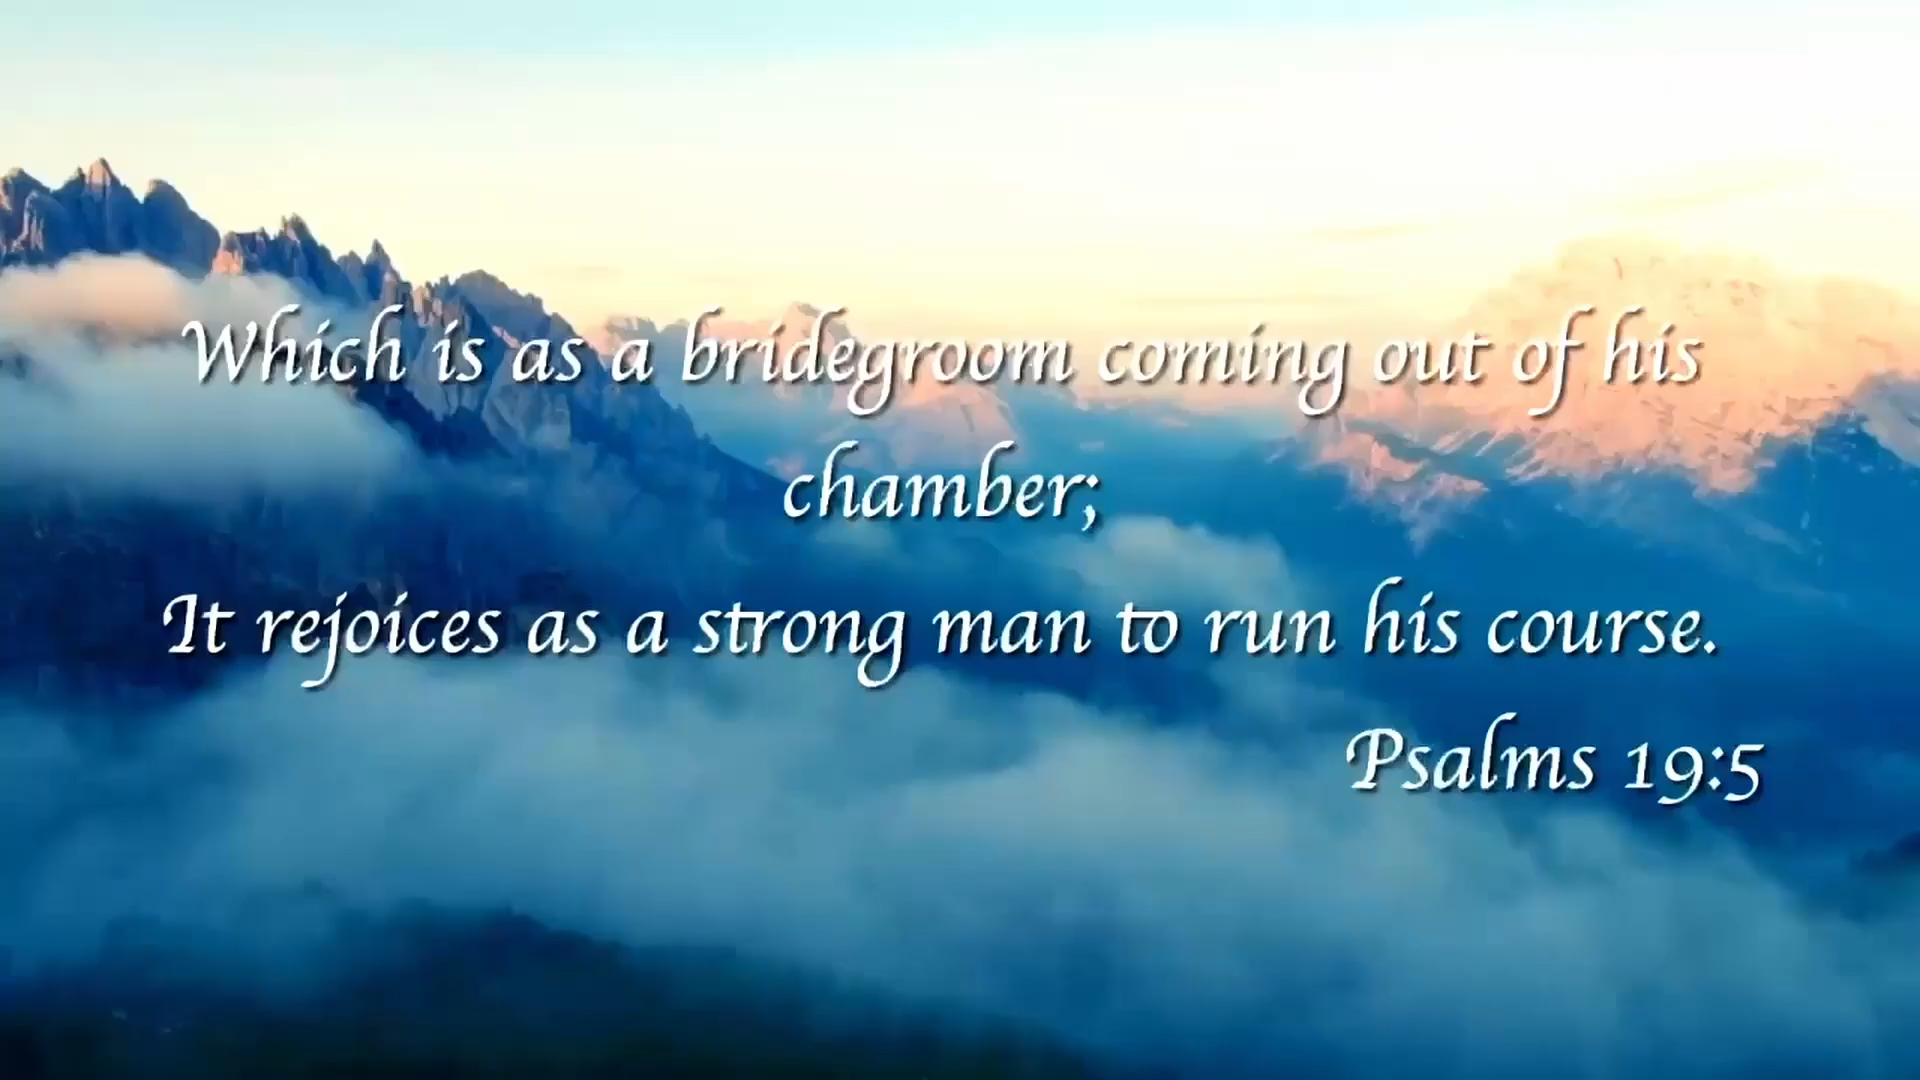 Which is as a bridegroom coming out of his
chamber;
It rejoices as a strong man to run his course.
Psalms 19:5